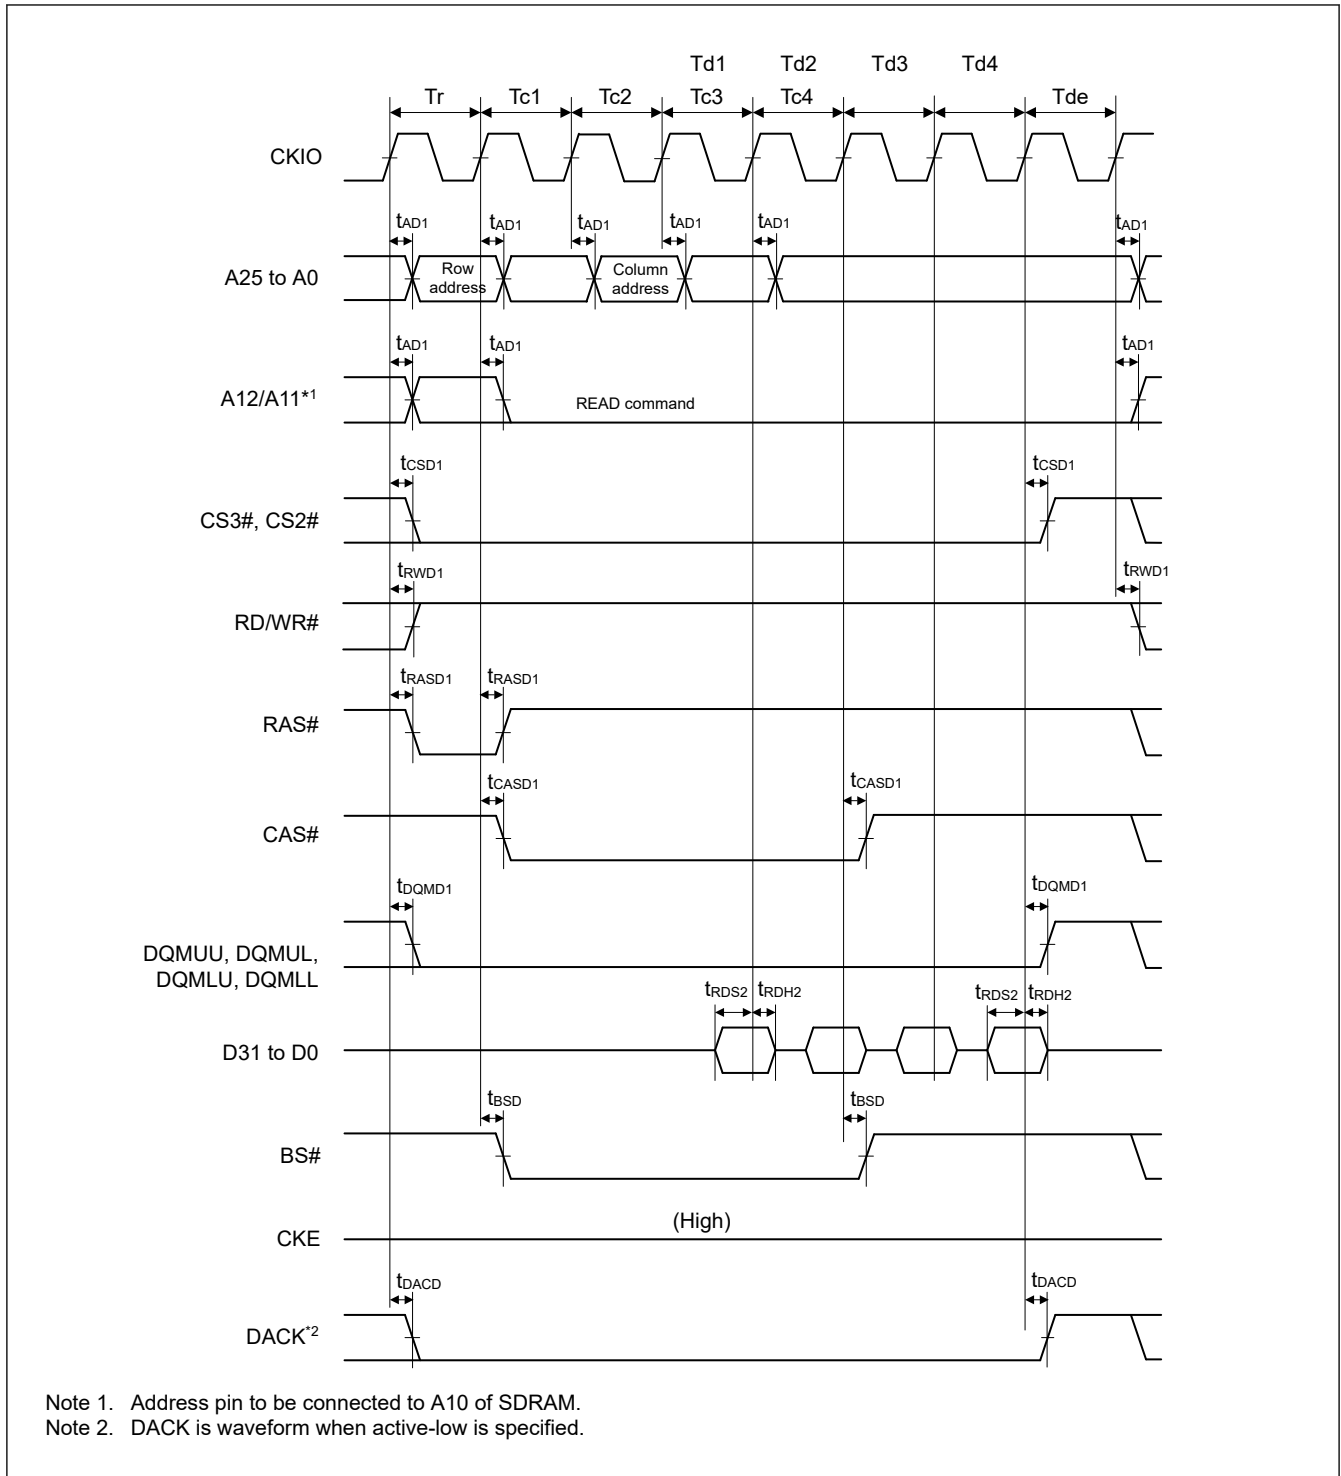 Td1 Td2 Td3 Td4
Tr Tc1 Tc2 Tc3 Tc4 Tde
CKIO
tAD1 tAD1 tAD1 tAD1 tAD1 tAD1
A25 to A0
Row
address
Column
address
tAD1 tAD1 tAD1
A12/A11*1
READ command
tCSD1 tCSD1
CS3#, CS2#
tRWD1 tRWD1
RD/WR#
tRASD1 tRASD1
RAS#
tCASD1 tCASD1
CAS#
tDQMD1 tDQMD1
DQMUU, DQMUL,
DQMLU, DQMLL
tRDS2 tRDH2 tRDS2 tRDH2
D31 to D0
tBSD tBSD
BS#
(High)
CKE
tDACD tDACD
DACK*2
Note 1. Address pin to be connected to A10 of SDRAM.
Note 2. DACK is waveform when active-low is specified.